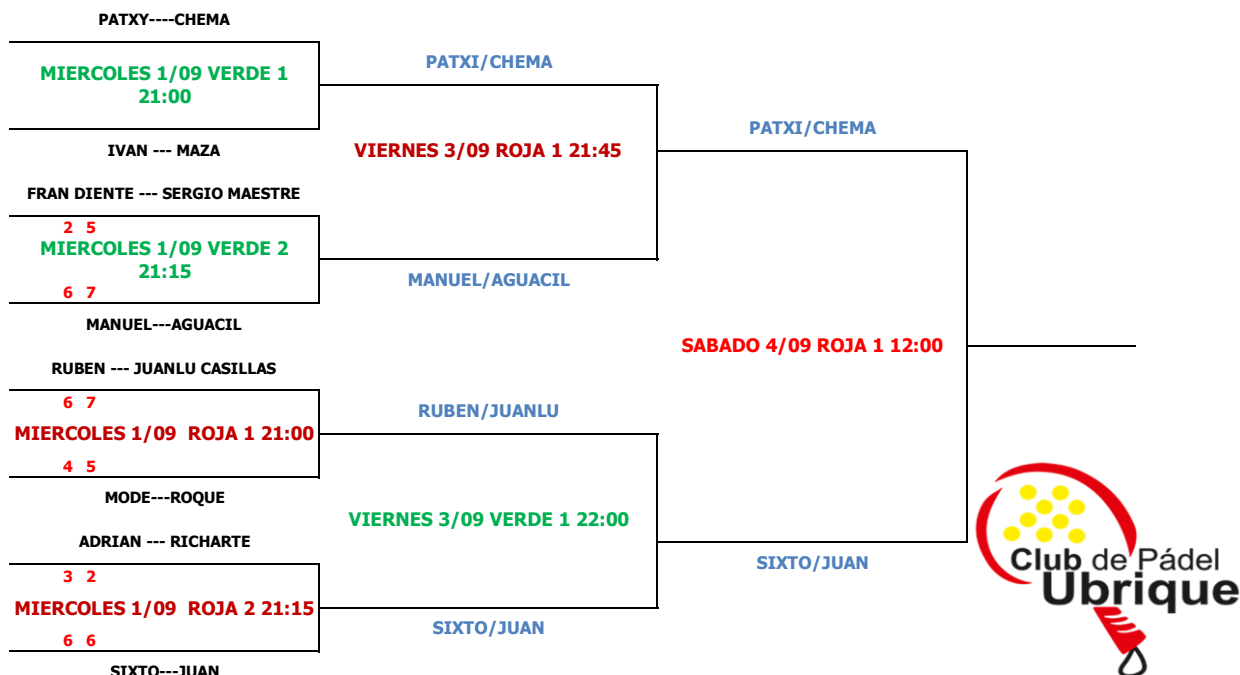 PATXY----CHEMA
MIERCOLES 1/09 VERDE 1
21:00
IVAN --- MAZA
FRAN DIENTE --- SERGIO MAESTRE
2 5
MIERCOLES 1/09 VERDE 2
21:15
6 7
MANUEL---AGUACIL
RUBEN --- JUANLU CASILLAS
6 7
MIERCOLES 1/09 ROJA 1 21:00
4 5
MODE---ROQUE
ADRIAN --- RICHARTE
3 2
MIERCOLES 1/09 ROJA 2 21:15
6 6
SIXTO---JUAN
PATXI/CHEMA
VIERNES 3/09 ROJA 1 21:45
MANUEL/AGUACIL
RUBEN/JUANLU
VIERNES 3/09 VERDE 1 22:00
SIXTO/JUAN
PATXI/CHEMA
SABADO 4/09 ROJA 1 12:00
SIXTO/JUAN
Club de Pádel
Ubrique